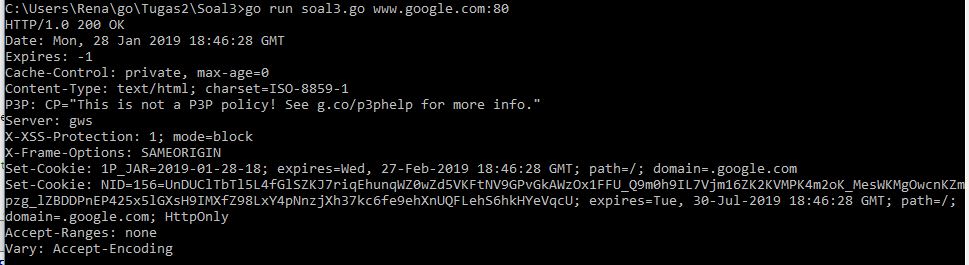 C:\Users\Rena\go\Tugas2\Soal3>go run soal3.go www.google.com:80
HTTP/1.0 200 OK
Date: Mon, 28 Jan 2019 18:46:28 GMT
Expires: -1
Cache-Control: private, max-age=0
Content-Type: text/html; charset=ISO-8859-1
P3P: CP="This is not a P3P policy! See g.co/p3phelp for more info."
Server: gws
X-XSS-Protection: 1; mode=block
X-Frame-Options: SAMEORIGIN
Set-Cookie: 1P_JAR=2019-01-28-18; expires=Wed, 27-Feb-2019 18:46:28 GMT; path=/; domain=.google.com
Set-Cookie: NID=156=UnDUClTbTl5L4fGlSZKJ7riqEhunqWZ0wZd5VKFtNV9GPvGkAWzOx1FFU_Q9m0h9IL7Vjm16ZK2KVMPK4m2oK_MesWKMgOwcnKZm
pzg_lZBDDPnEP425x5lGXsH9IMXfZ98LxY4pNnzjXh37kc6fe9ehXnUQFLehS6hkHYeVqcU; expires=Tue, 30-Jul-2019 18:46:28 GMT; path=/;
domain=.google.com; HttpOnly
Accept-Ranges: none
Vary: Accept-Encoding